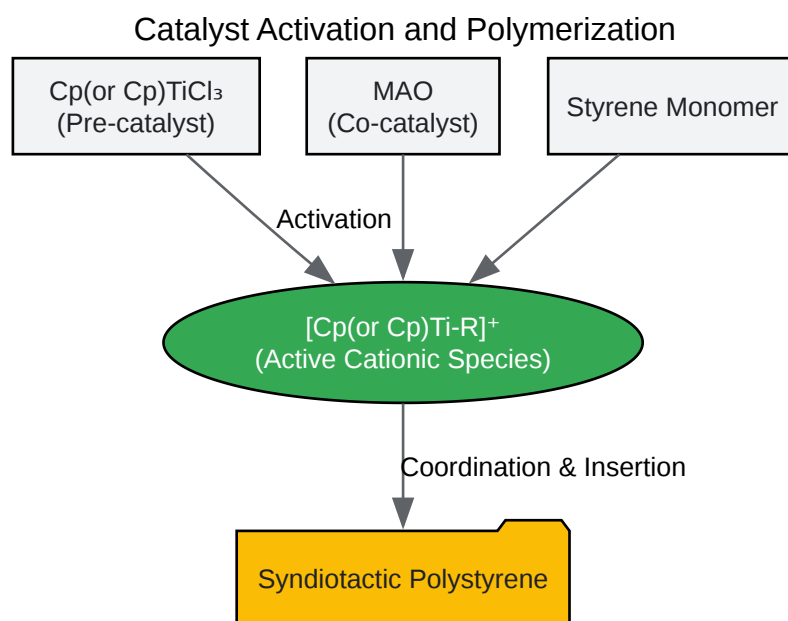 Catalyst Activation and Polymerization
Cp(or Cp)TiCl₃
(Pre-catalyst)
MAO
(Co-catalyst)
Styrene Monomer
Activation
[Cp(or Cp)Ti-R]⁺
(Active Cationic Species)
Coordination & Insertion
Syndiotactic Polystyrene